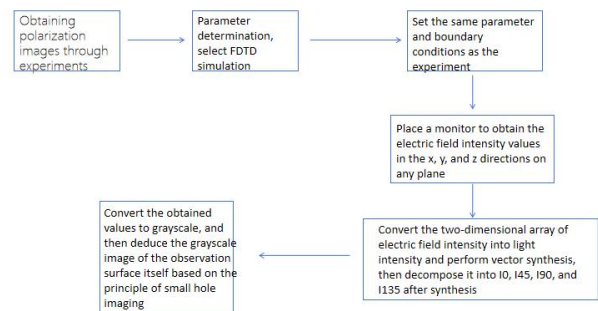 Obtaining
polarization
images through
experiments
Parameter
determination,
select FDTD
simulation
Set the same parameter
and boundary
conditions as the
experiment
Place a monitor to obtain the
electric field intensity values
in the x, y, and z directions on
any plane
Convert the two-dimensional array of
electric field intensity into light
intensity and perform vector synthesis,
then decompose it into I0, I45, I90, and
I135 after synthesis
Convert the obtained
values to grayscale, and
then deduce the grayscale
image of the observation
surface itself based on the
principle of small hole
imaging